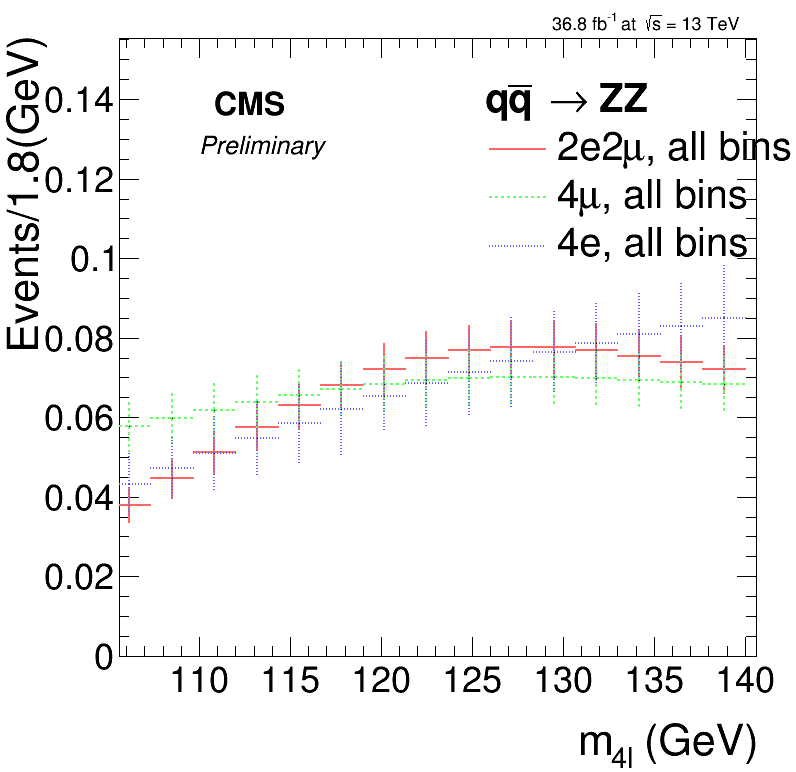 36.8 fb⁻¹ at √s = 13 TeV
CMS
Preliminary
qq̅ → ZZ
2e2μ, all bins
4μ, all bins
4e, all bins
Events/1.8(GeV)
0.14
0.12
0.1
0.08
0.06
0.04
0.02
0
110 115 120 125 130 135 140
m₄ₗ (GeV)